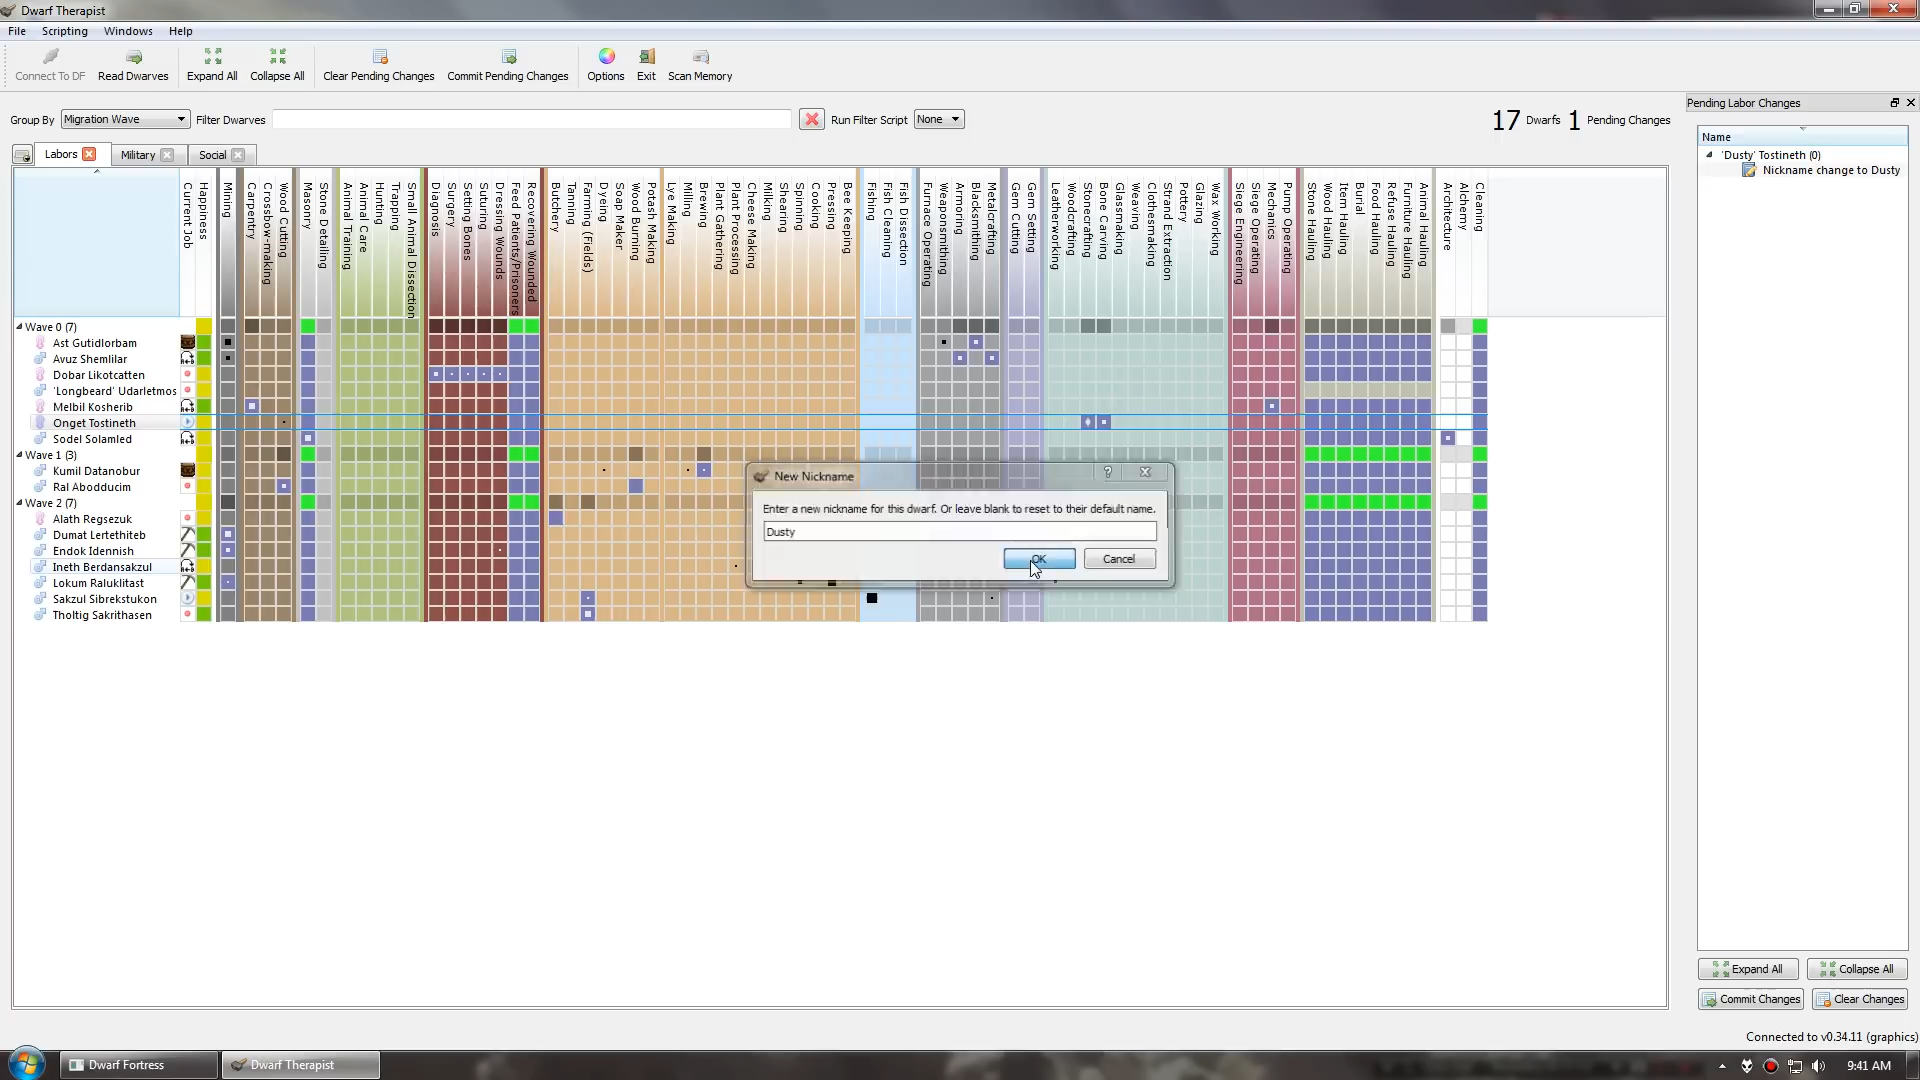 Dwarf Therapist
File Scripting Windows Help
Connect To DF Read Dwarves Expand All Collapse All Clear Pending Changes Commit Pending Changes Options Exit Scan Memory
Group By Migration Wave Filter Dwarves Run Filter Script None 17 Dwarfs 1 Pending Changes
Labors Military Social
Current Job
Happiness
Mining
Carpentry
Crossbow-making
Wood Cutting
Masonry
Stone Detailing
Animal Training
Animal Care
Hunting
Trapping
Small Animal Dissection
Diagnosis
Surgery
Setting Bones
Suturing
Dressing Wounds
Feed Patients/Prisoners
Recovering Wounded
Butchery
Tanning
Farming (Fields)
Dyeing
Soap Maker
Wood Burning
Potash Making
Lye Making
Milling
Brewing
Plant Gathering
Plant Processing
Cheese Making
Milking
Shearing
Spinning
Cooking
Pressing
Bee Keeping
Fishing
Fish Cleaning
Fish Dissection
Furnace Operating
Weaponsmithing
Armoring
Blacksmithing
Metalcrafting
Gem Cutting
Gem Setting
Leatherworking
Woodcrafting
Stonecrafting
Bone Carving
Glassmaking
Weaving
Clothesmaking
Strand Extraction
Pottery
Glazing
Wax Working
Siege Engineering
Siege Operating
Mechanics
Pump Operating
Stone Hauling
Wood Hauling
Item Hauling
Burial
Food Hauling
Refuse Hauling
Furniture Hauling
Animal Hauling
Architecture
Alchemy
Cleaning
Wave 0 (7)
Ast Gutidlorbam
Avuz Shemlilar
Dobar Likotcatten
'Longbeard' Udarletmos
Melbil Kosherib
Onget Tostineth
Sodel Solamled
Wave 1 (3)
Kumil Datanobur
Ral Abodducim
Wave 2 (7)
Alath Regsezuk
Dumat Lertethiteb
Endok Idennish
Ineth Berdansakzul
Lokum Raluklitast
Sakzul Sibrekstukon
Tholtig Sakrithasen
New Nickname
Enter a new nickname for this dwarf. Or leave blank to reset to their default name.
Dusty
OK Cancel
Pending Labor Changes
Name
'Dusty' Tostineth (0)
Nickname change to Dusty
Expand All Collapse All
Commit Changes Clear Changes
Connected to v0.34.11 (graphics)
Dwarf Fortress Dwarf Therapist 9:41 AM